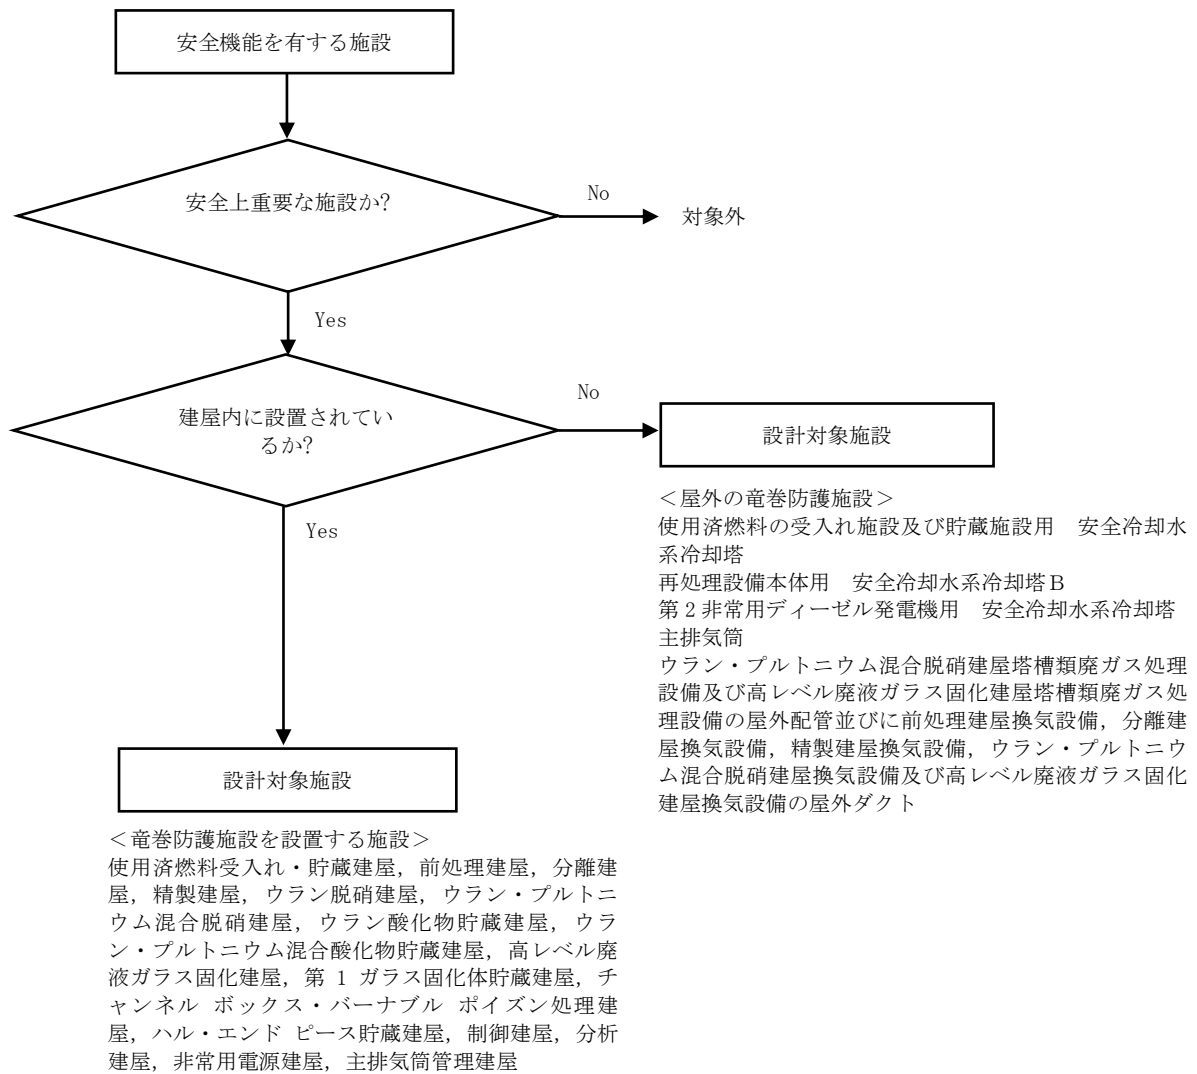 安全機能を有する施設
安全上重要な施設か?
No
対象外
Yes
建屋内に設置されてい
るか?
No
設計対象施設
＜屋外の竜巻防護施設＞
使用済燃料の受入れ施設及び貯蔵施設用　安全冷却水
系冷却塔
再処理設備本体用　安全冷却水系冷却塔Ｂ
第２非常用ディーゼル発電機用　安全冷却水系冷却塔
主排気筒
ウラン・プルトニウム混合脱硝建屋塔槽類廃ガス処理
設備及び高レベル廃液ガラス固化建屋塔槽類廃ガス処
理設備の屋外配管並びに前処理建屋換気設備，分離建
屋換気設備，精製建屋換気設備，ウラン・プルトニウ
ム混合脱硝建屋換気設備及び高レベル廃液ガラス固化
建屋換気設備の屋外ダクト
Yes
設計対象施設
＜竜巻防護施設を設置する施設＞
使用済燃料受入れ・貯蔵建屋，前処理建屋，分離建
屋，精製建屋，ウラン脱硝建屋，ウラン・プルトニ
ウム混合脱硝建屋，ウラン酸化物貯蔵建屋，ウラ
ン・プルトニウム混合酸化物貯蔵建屋，高レベル廃
液ガラス固化建屋，第 1 ガラス固化体貯蔵建屋，チ
ャンネル ボックス・バーナブル ポイズン処理建
屋，ハル・エンド ピース貯蔵建屋，制御建屋，分析
建屋，非常用電源建屋，主排気筒管理建屋